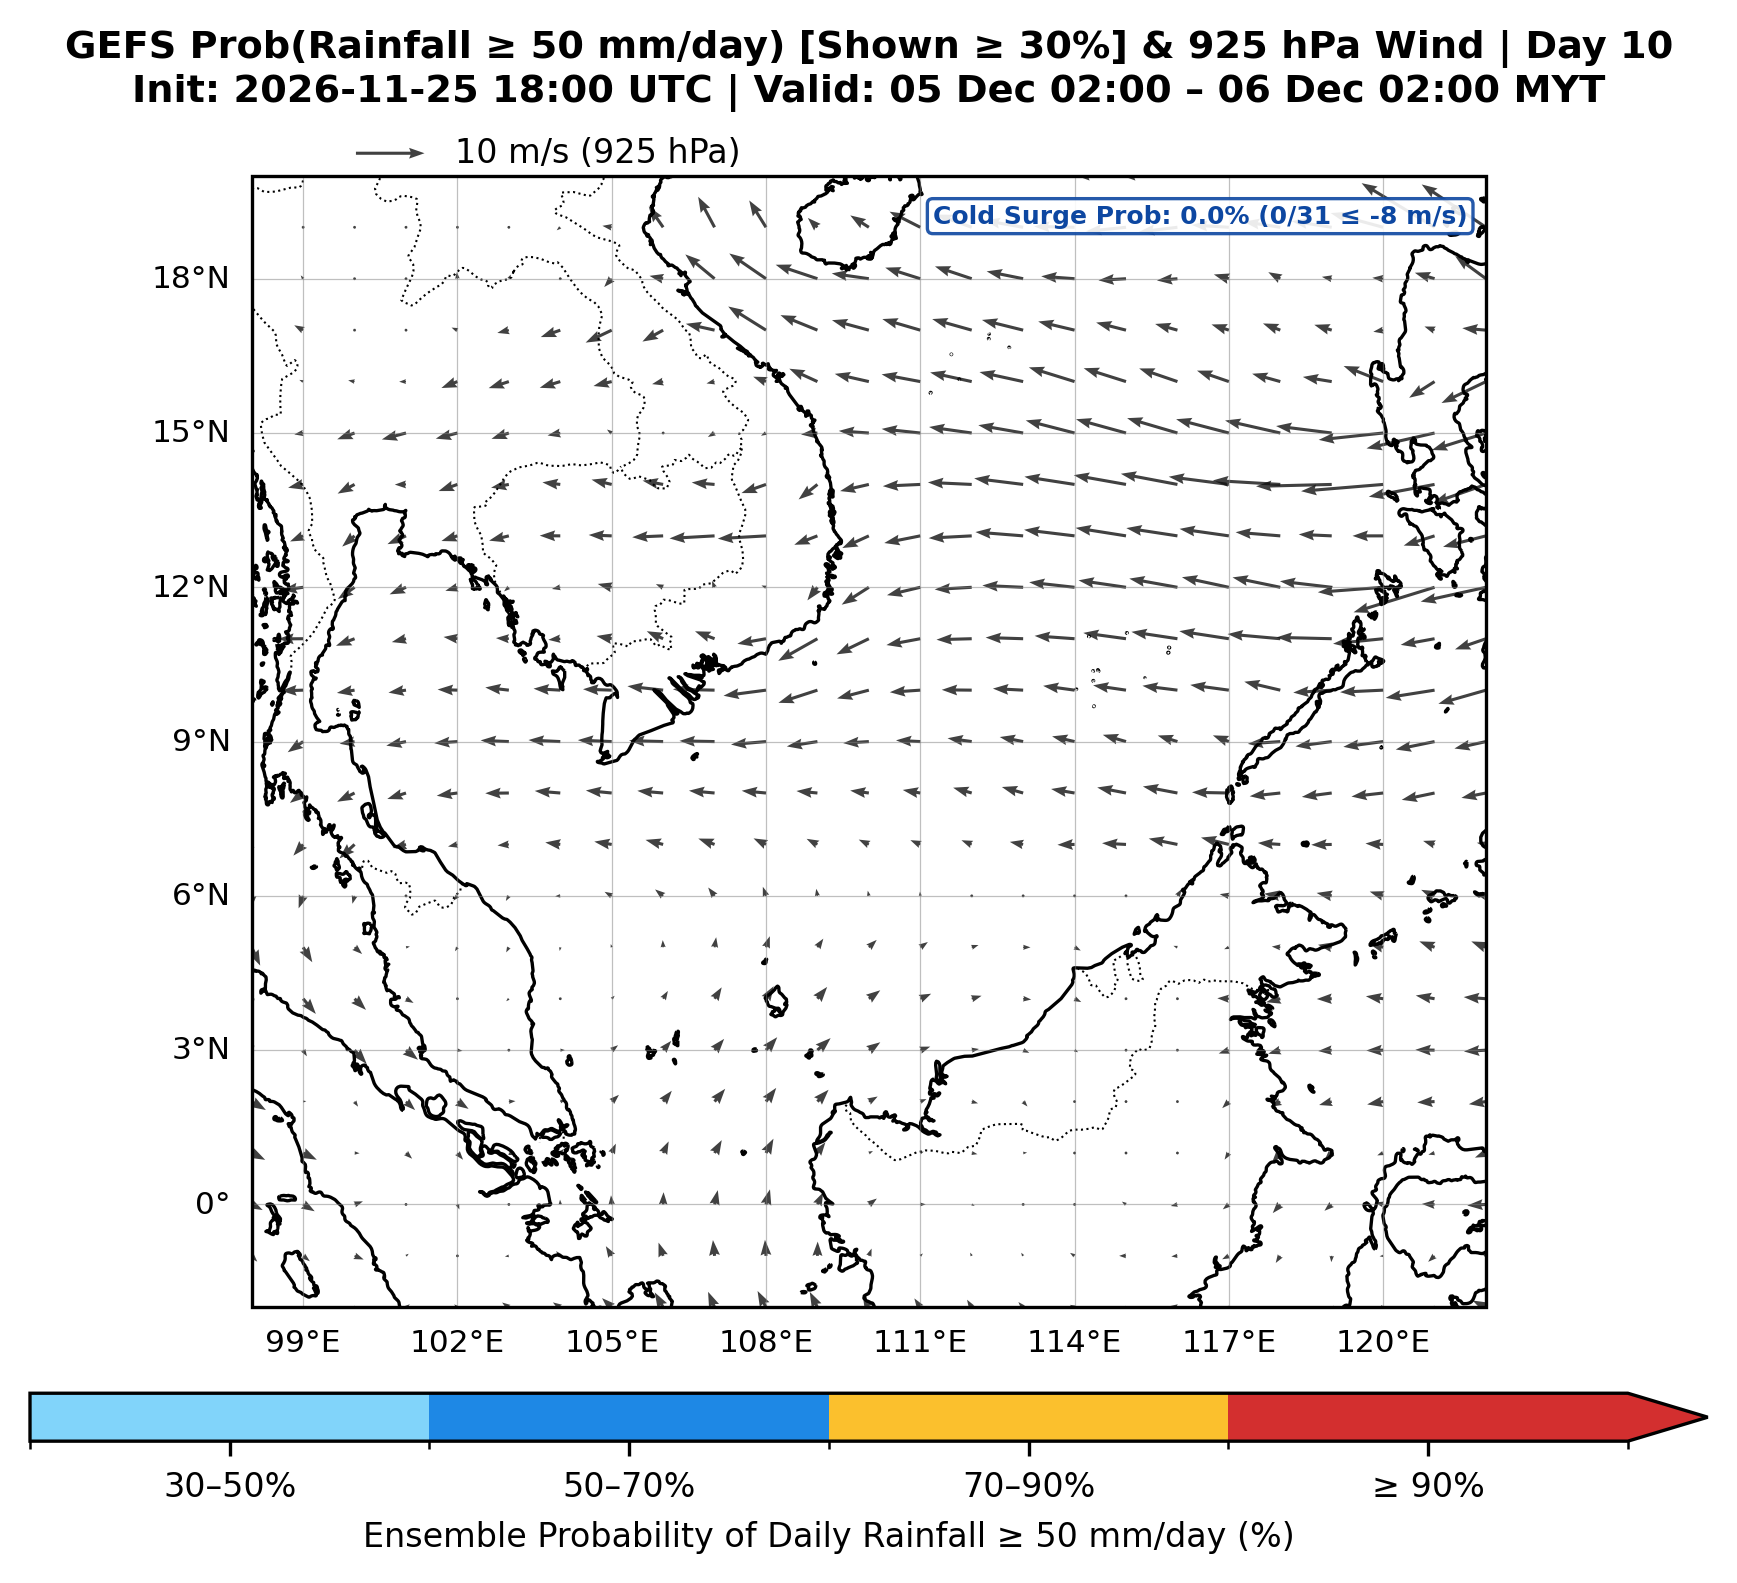 GEFS Prob(Rainfall ≥ 50 mm/day) [Shown ≥ 30%] & 925 hPa Wind | Day 10
Init: 2026-11-25 18:00 UTC | Valid: 05 Dec 02:00 – 06 Dec 02:00 MYT
10 m/s (925 hPa)
Cold Surge Prob: 0.0% (0/31 ≤ -8 m/s)
18°N
15°N
12°N
9°N
6°N
3°N
0°
99°E 102°E 105°E 108°E 111°E 114°E 117°E 120°E
30–50% 50–70% 70–90% ≥ 90%
Ensemble Probability of Daily Rainfall ≥ 50 mm/day (%)